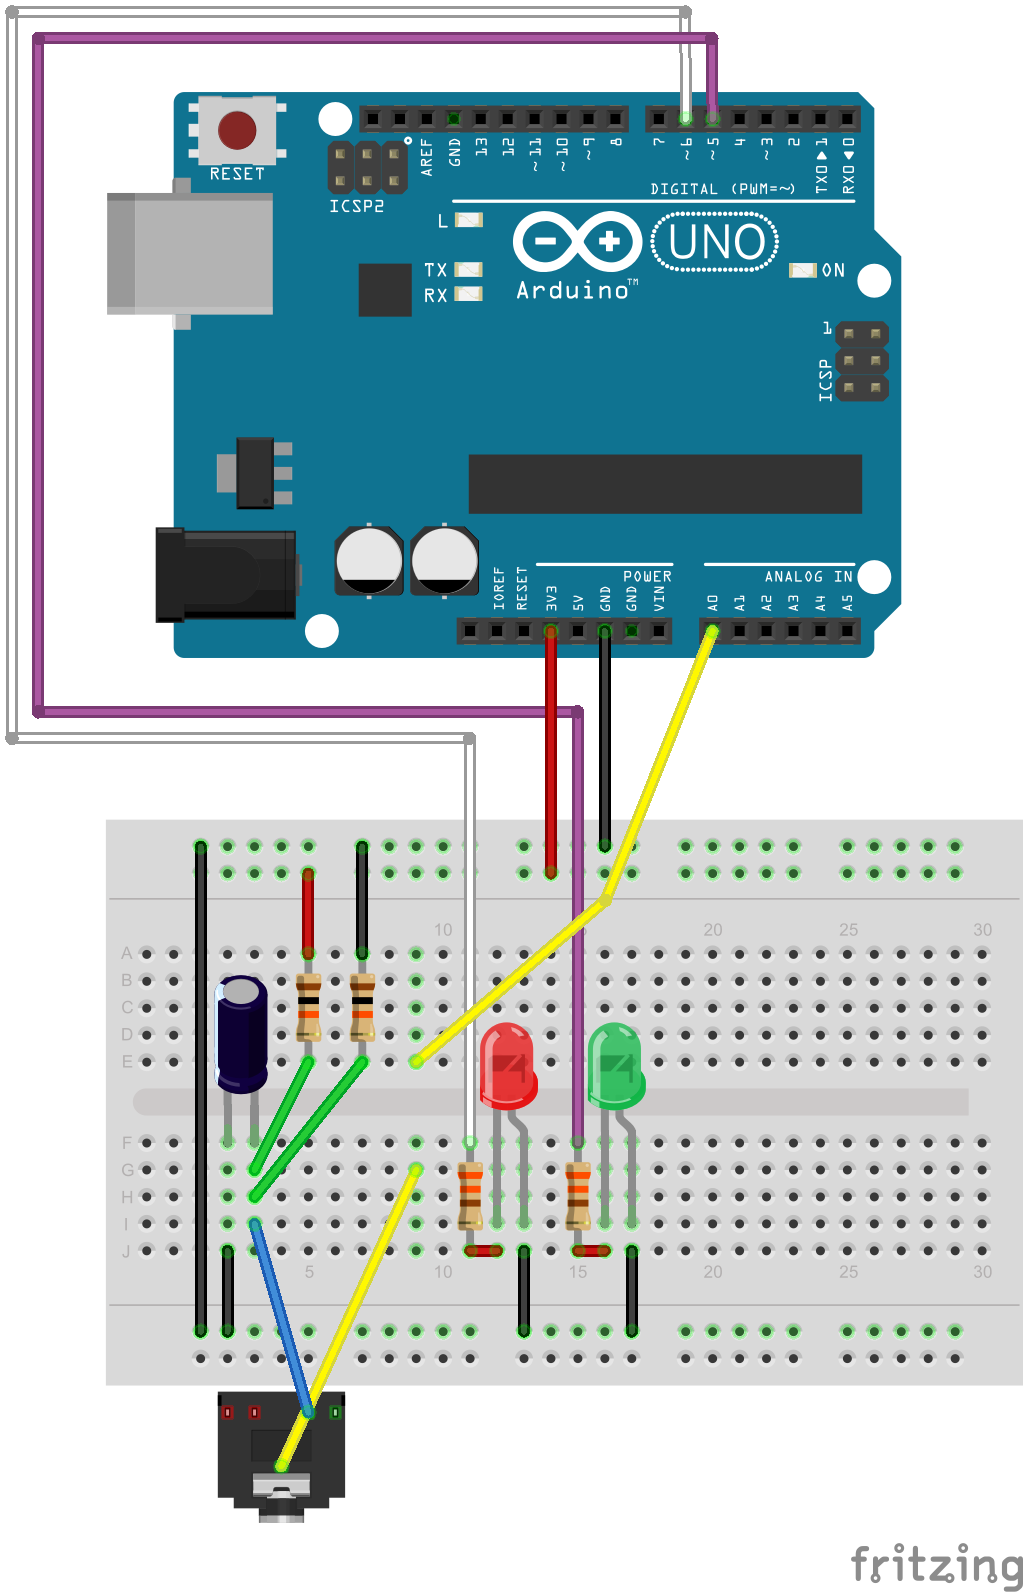 RESET
ICSP2
AREF
GND
13
12
~11
~10
~9
8
7
~6
~5
4
~3
2
TX0▶1
RX0◀0
DIGITAL (PWM=~)
L
TX
RX
UNO
Arduino™
ON
1
ICSP
IOREF
RESET
3V3
5V
GND
GND
VIN
POWER
ANALOG IN
A0
A1
A2
A3
A4
A5
10
20
25
30
A
B
C
D
E
F
G
H
I
J
5
10
15
20
25
30
fritzing